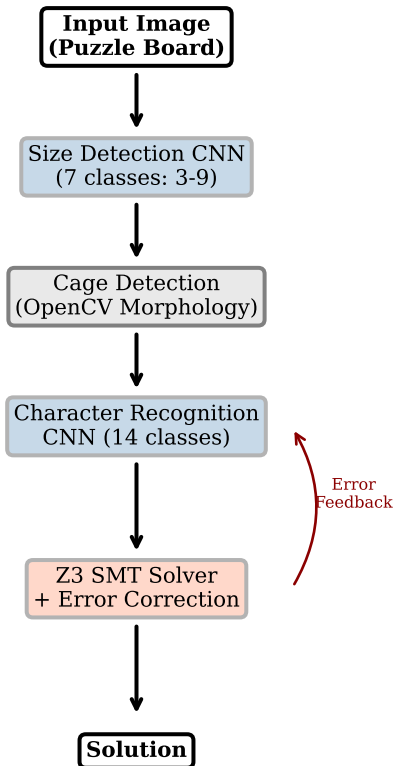 Input Image
(Puzzle Board)
Size Detection CNN
(7 classes: 3-9)
Cage Detection
(OpenCV Morphology)
Character Recognition
CNN (14 classes)
Error
Feedback
Z3 SMT Solver
+ Error Correction
Solution